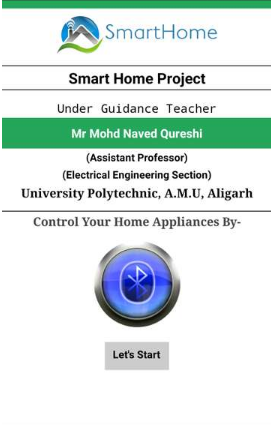 SmartHome
Smart Home Project
Under Guidance Teacher
Mr Mohd Naved Qureshi
(Assistant Professor)
(Electrical Engineering Section)
University Polytechnic, A.M.U, Aligarh
Control Your Home Appliances By-
Let's Start